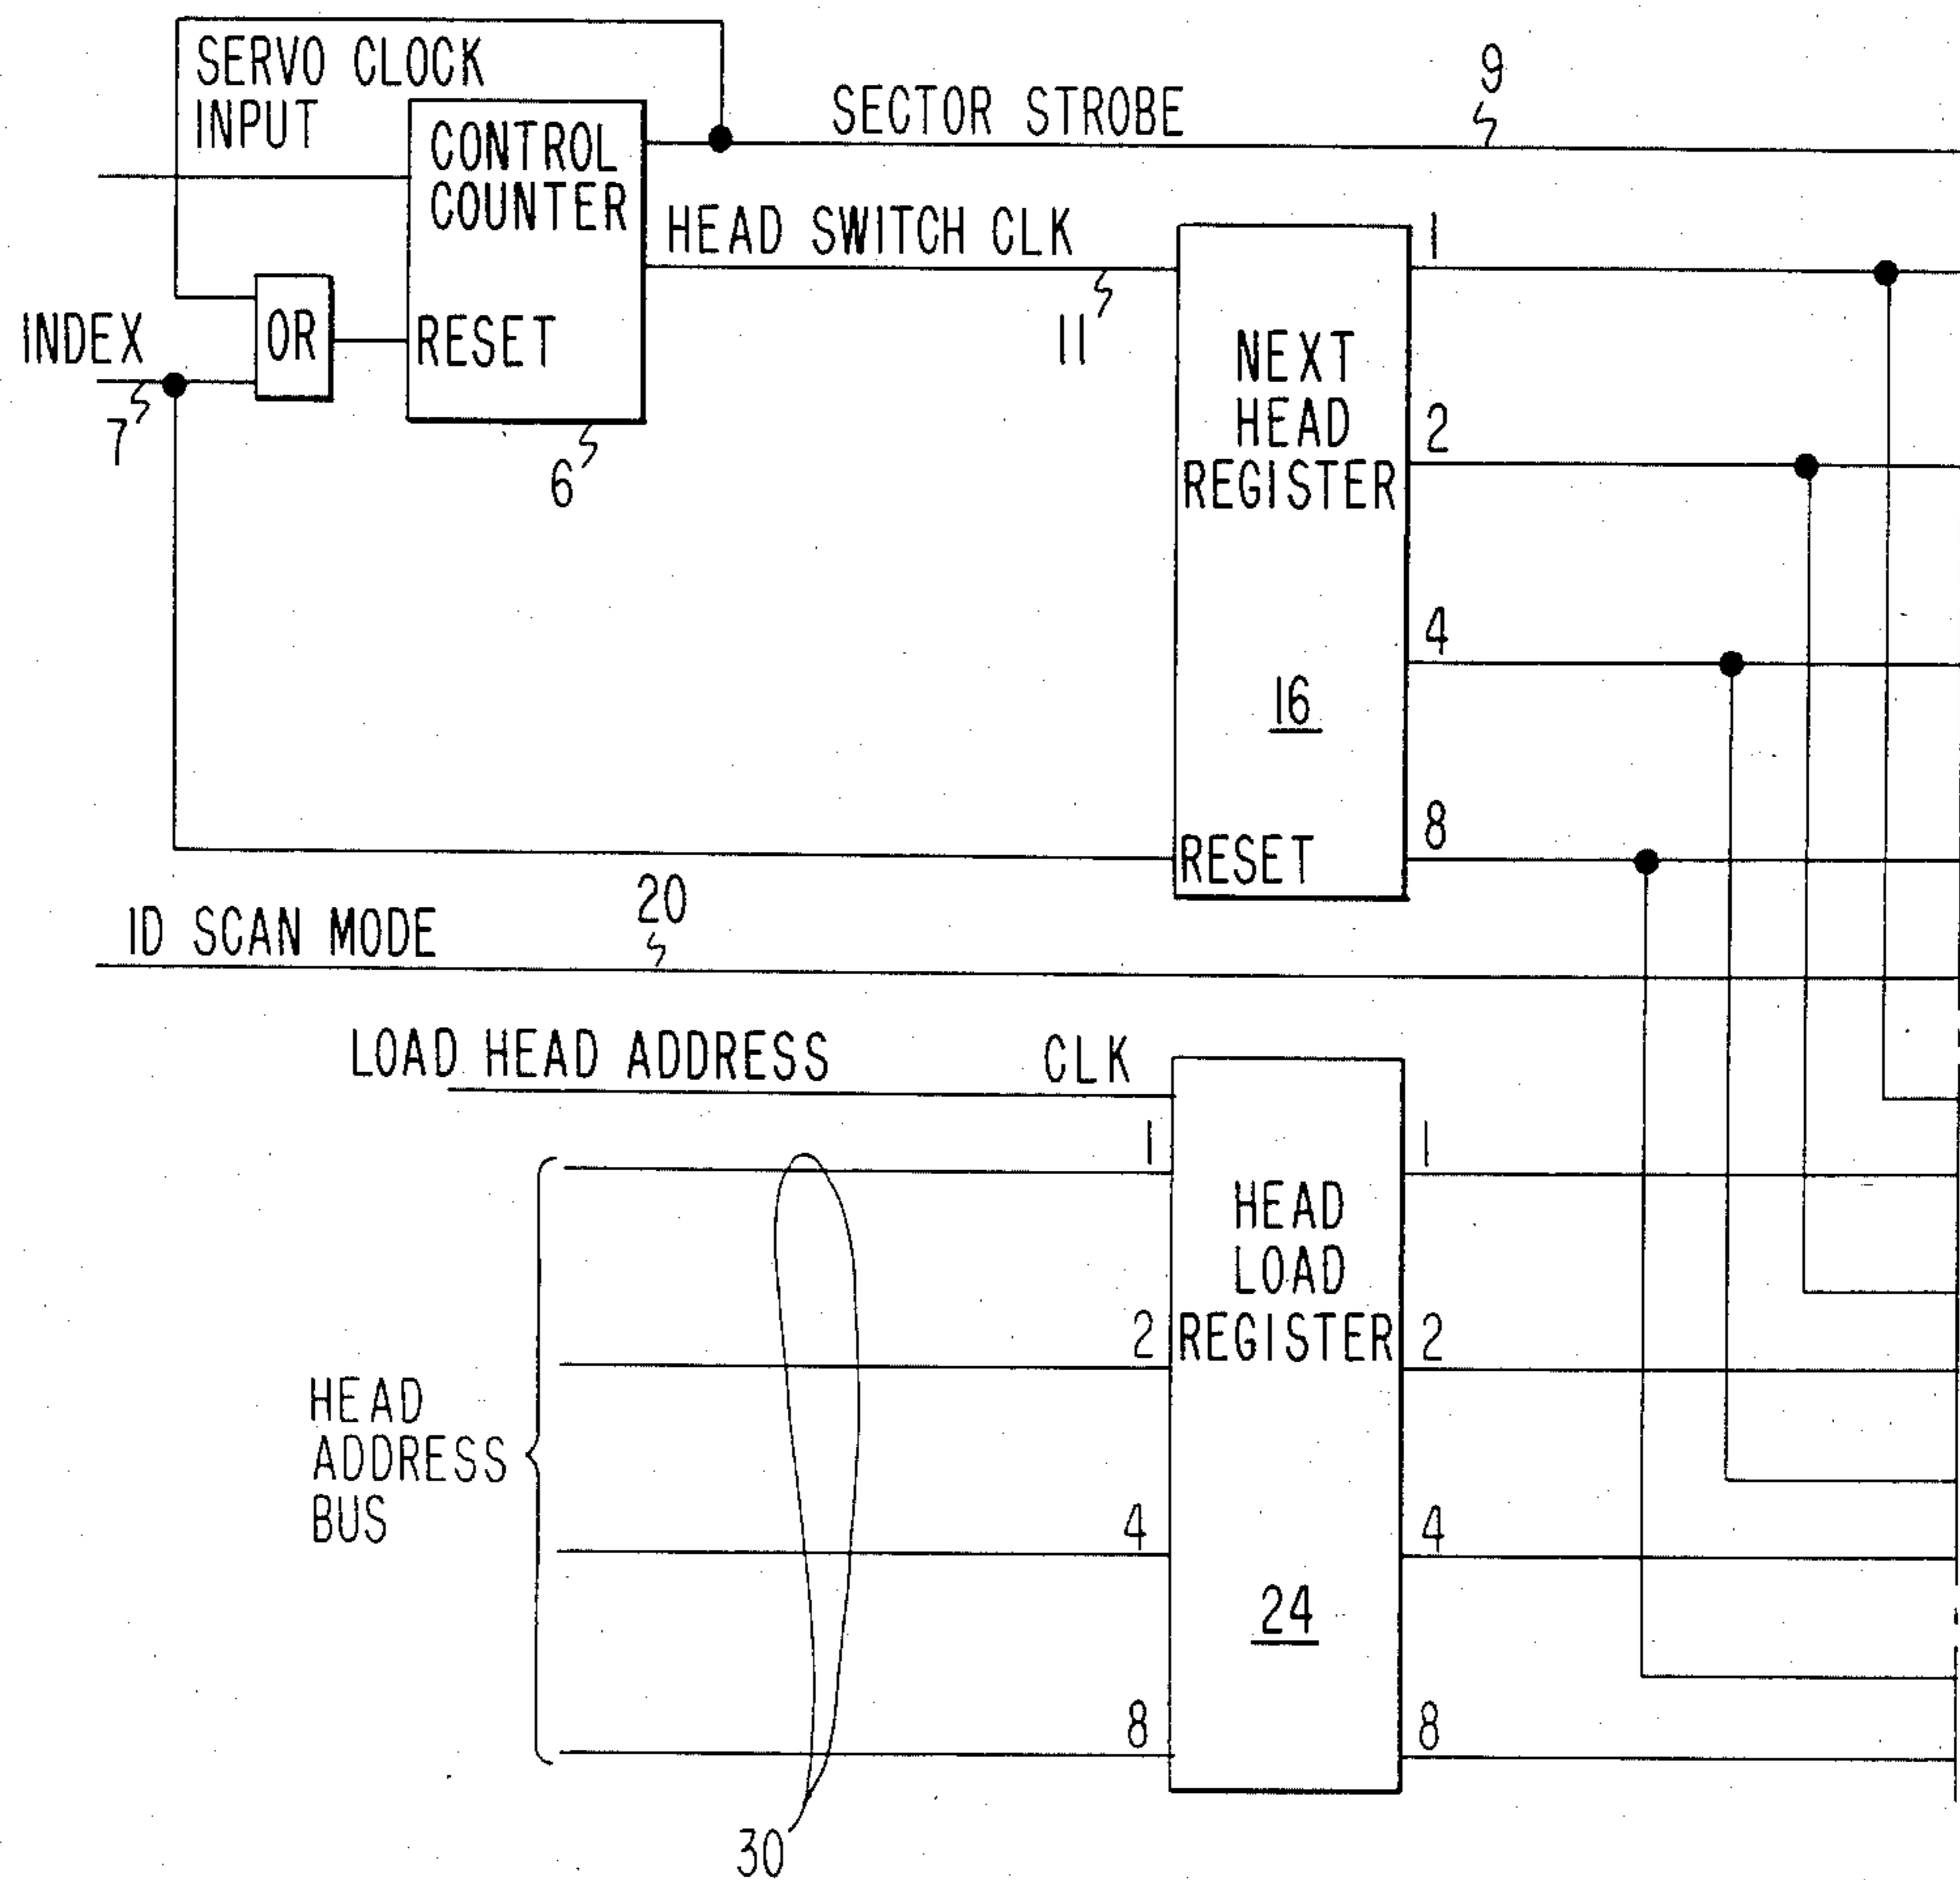 SERVO CLOCK
INPUT
CONTROL
COUNTER
RESET
SECTOR STROBE
9
HEAD SWITCH CLK
11
INDEX
7
OR
6
NEXT
HEAD
REGISTER
16
RESET
1
2
4
8
20
ID SCAN MODE
LOAD HEAD ADDRESS CLK
1
2
4
8
HEAD
LOAD
REGISTER
24
1
2
4
8
HEAD
ADDRESS
BUS
30